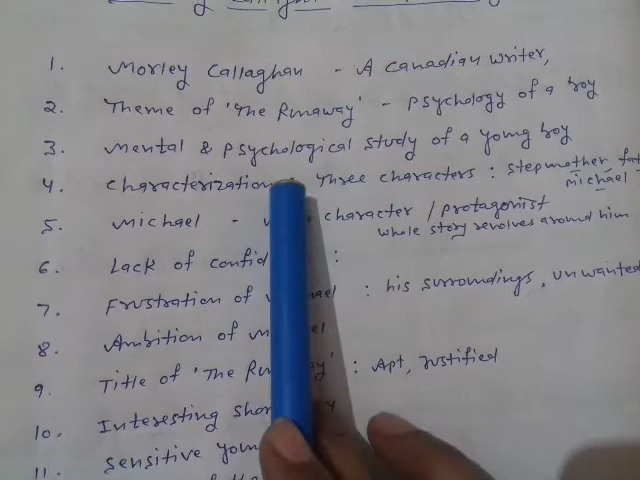 1. Morley Callaghan - A Canadian writer,
2. Theme of 'The Runaway' - Psychology of a boy
3. Mental & psychological study of a young boy
4. Characterization : Three characters : stepmother,
michael
5. Michael - character / protagonist
whole story revolves around him
6. Lack of :
7. Frustration of : his surroundings, unwanted
8. Ambition of
9. Title of 'The : Apt, justified
10. Interesting
11. Sensitive